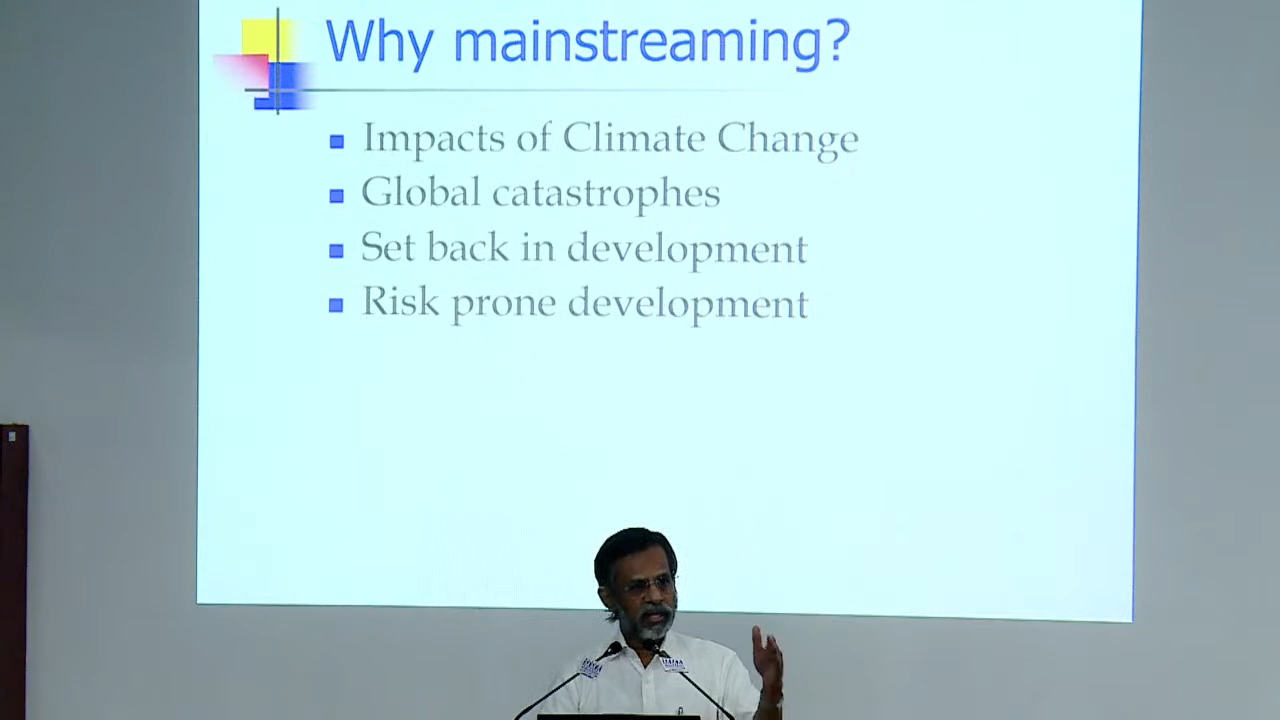 Why mainstreaming?
Impacts of Climate Change
Global catastrophes
Set back in development
Risk prone development